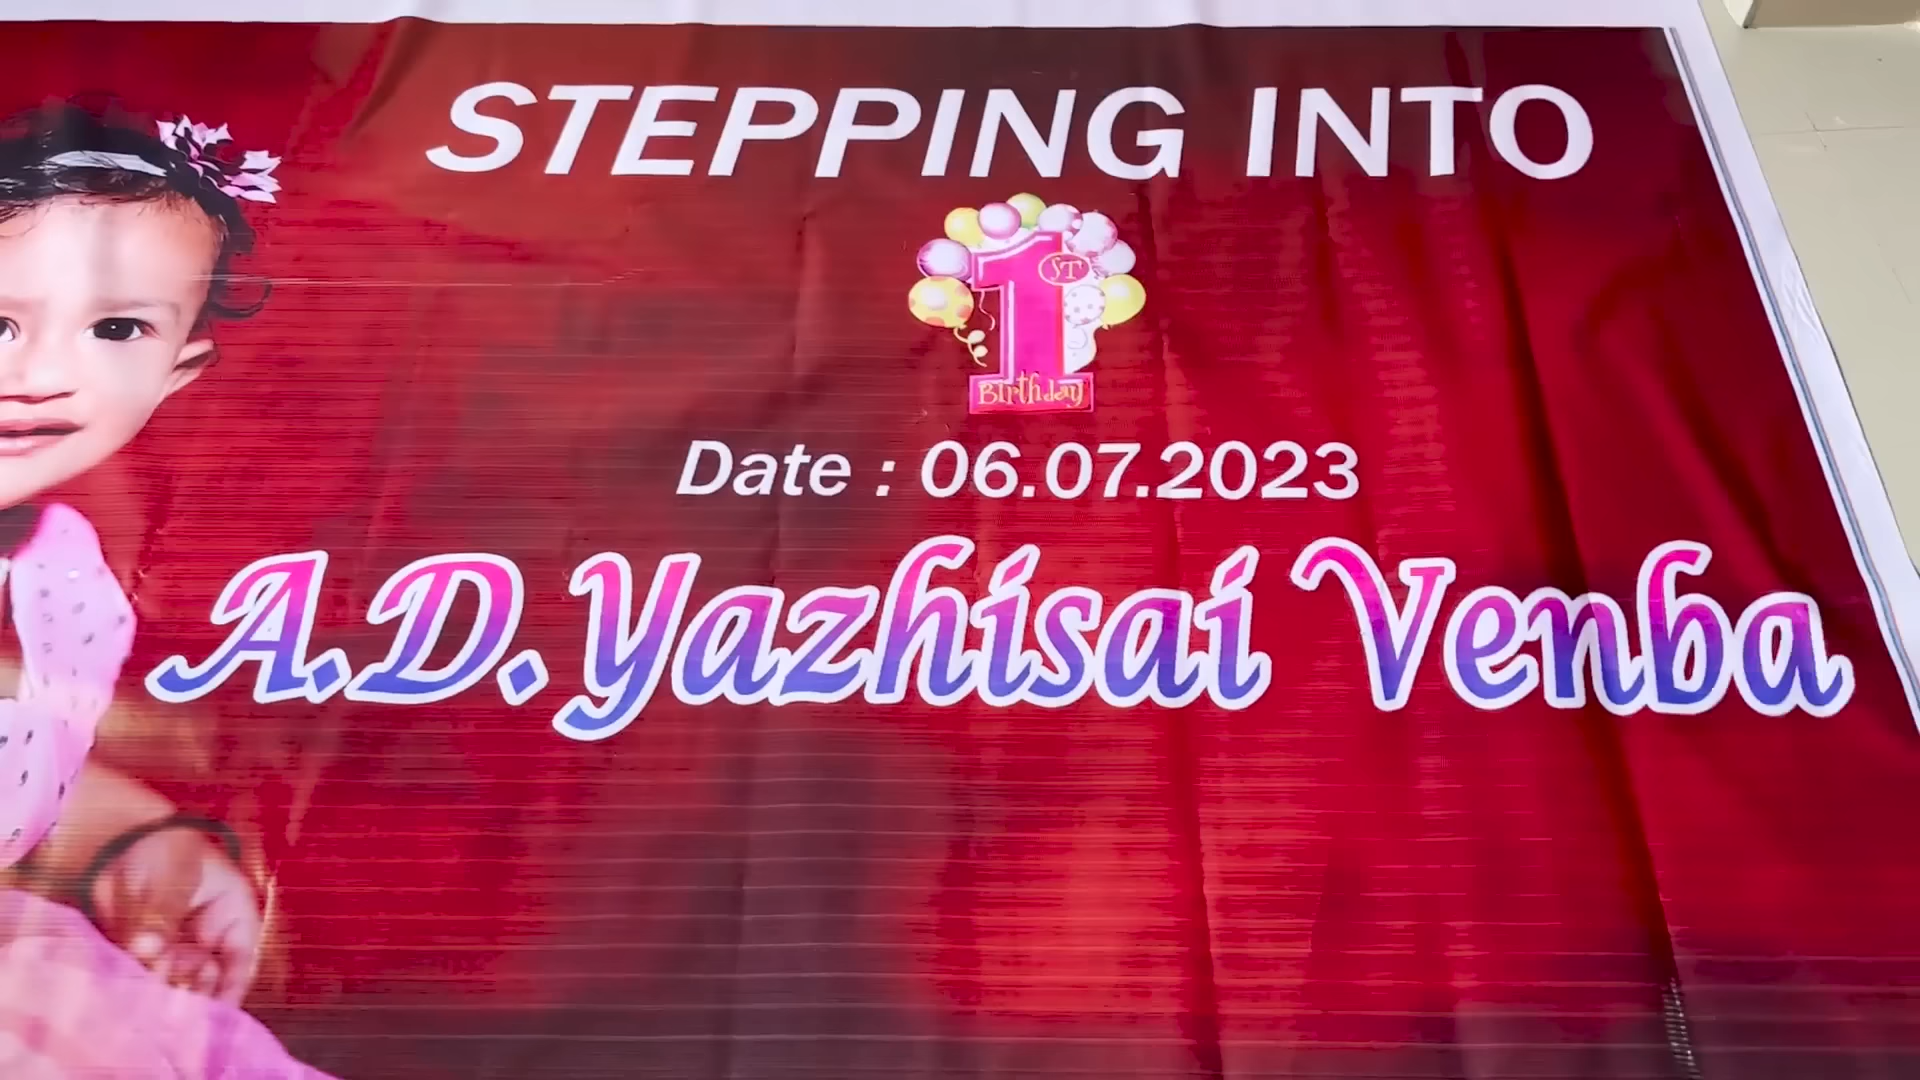 STEPPING INTO
1ST
Birthday
Date : 06.07.2023
A.D.Yazhisai Venba